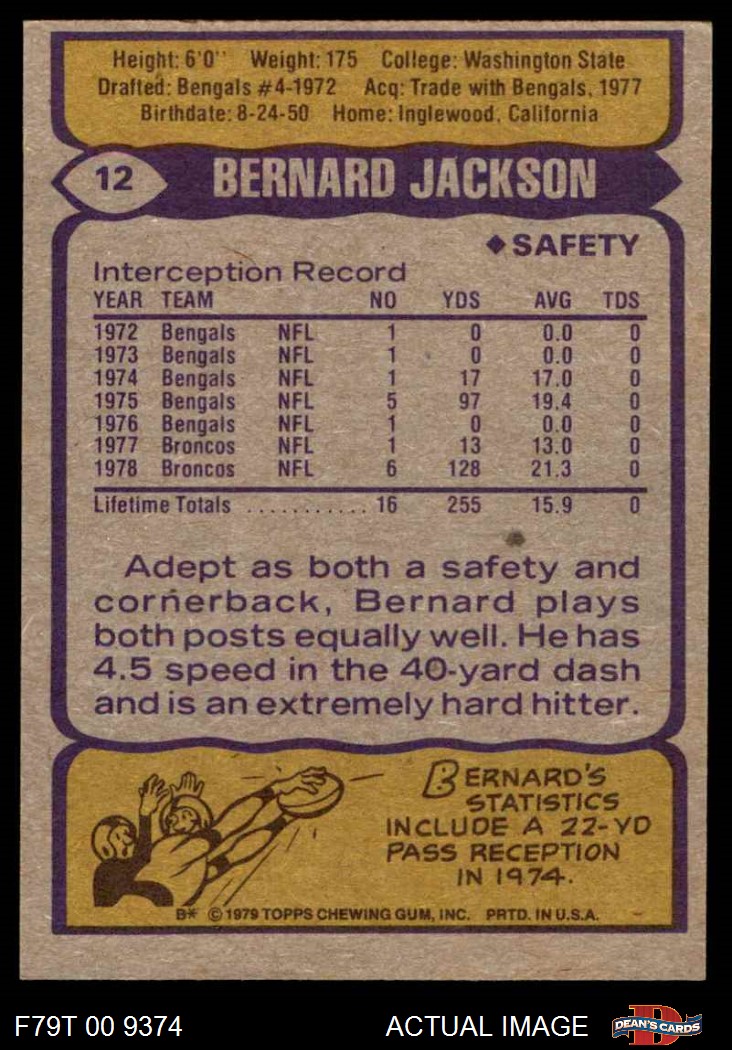 Height: 6'0" Weight: 175 College: Washington State
Drafted: Bengals #4-1972 Acq: Trade with Bengals, 1977
Birthdate: 8-24-50 Home: Inglewood, California
12 BERNARD JACKSON
◆ SAFETY
Interception Record
YEAR TEAM NO YDS AVG TDS
1972 Bengals NFL 1 0 0.0 0
1973 Bengals NFL 1 0 0.0 0
1974 Bengals NFL 1 17 17.0 0
1975 Bengals NFL 5 97 19.4 0
1976 Bengals NFL 1 0 0.0 0
1977 Broncos NFL 1 13 13.0 0
1978 Broncos NFL 6 128 21.3 0
Lifetime Totals ........... 16 255 15.9 0
Adept as both a safety and
cornerback, Bernard plays
both posts equally well. He has
4.5 speed in the 40-yard dash
and is an extremely hard hitter.
BERNARD'S
STATISTICS
INCLUDE A 22-YD
PASS RECEPTION
IN 1974.
B* © 1979 TOPPS CHEWING GUM, INC. PRTD. IN U.S.A.
F79T 00 9374 ACTUAL IMAGE D DEAN'S CARDS